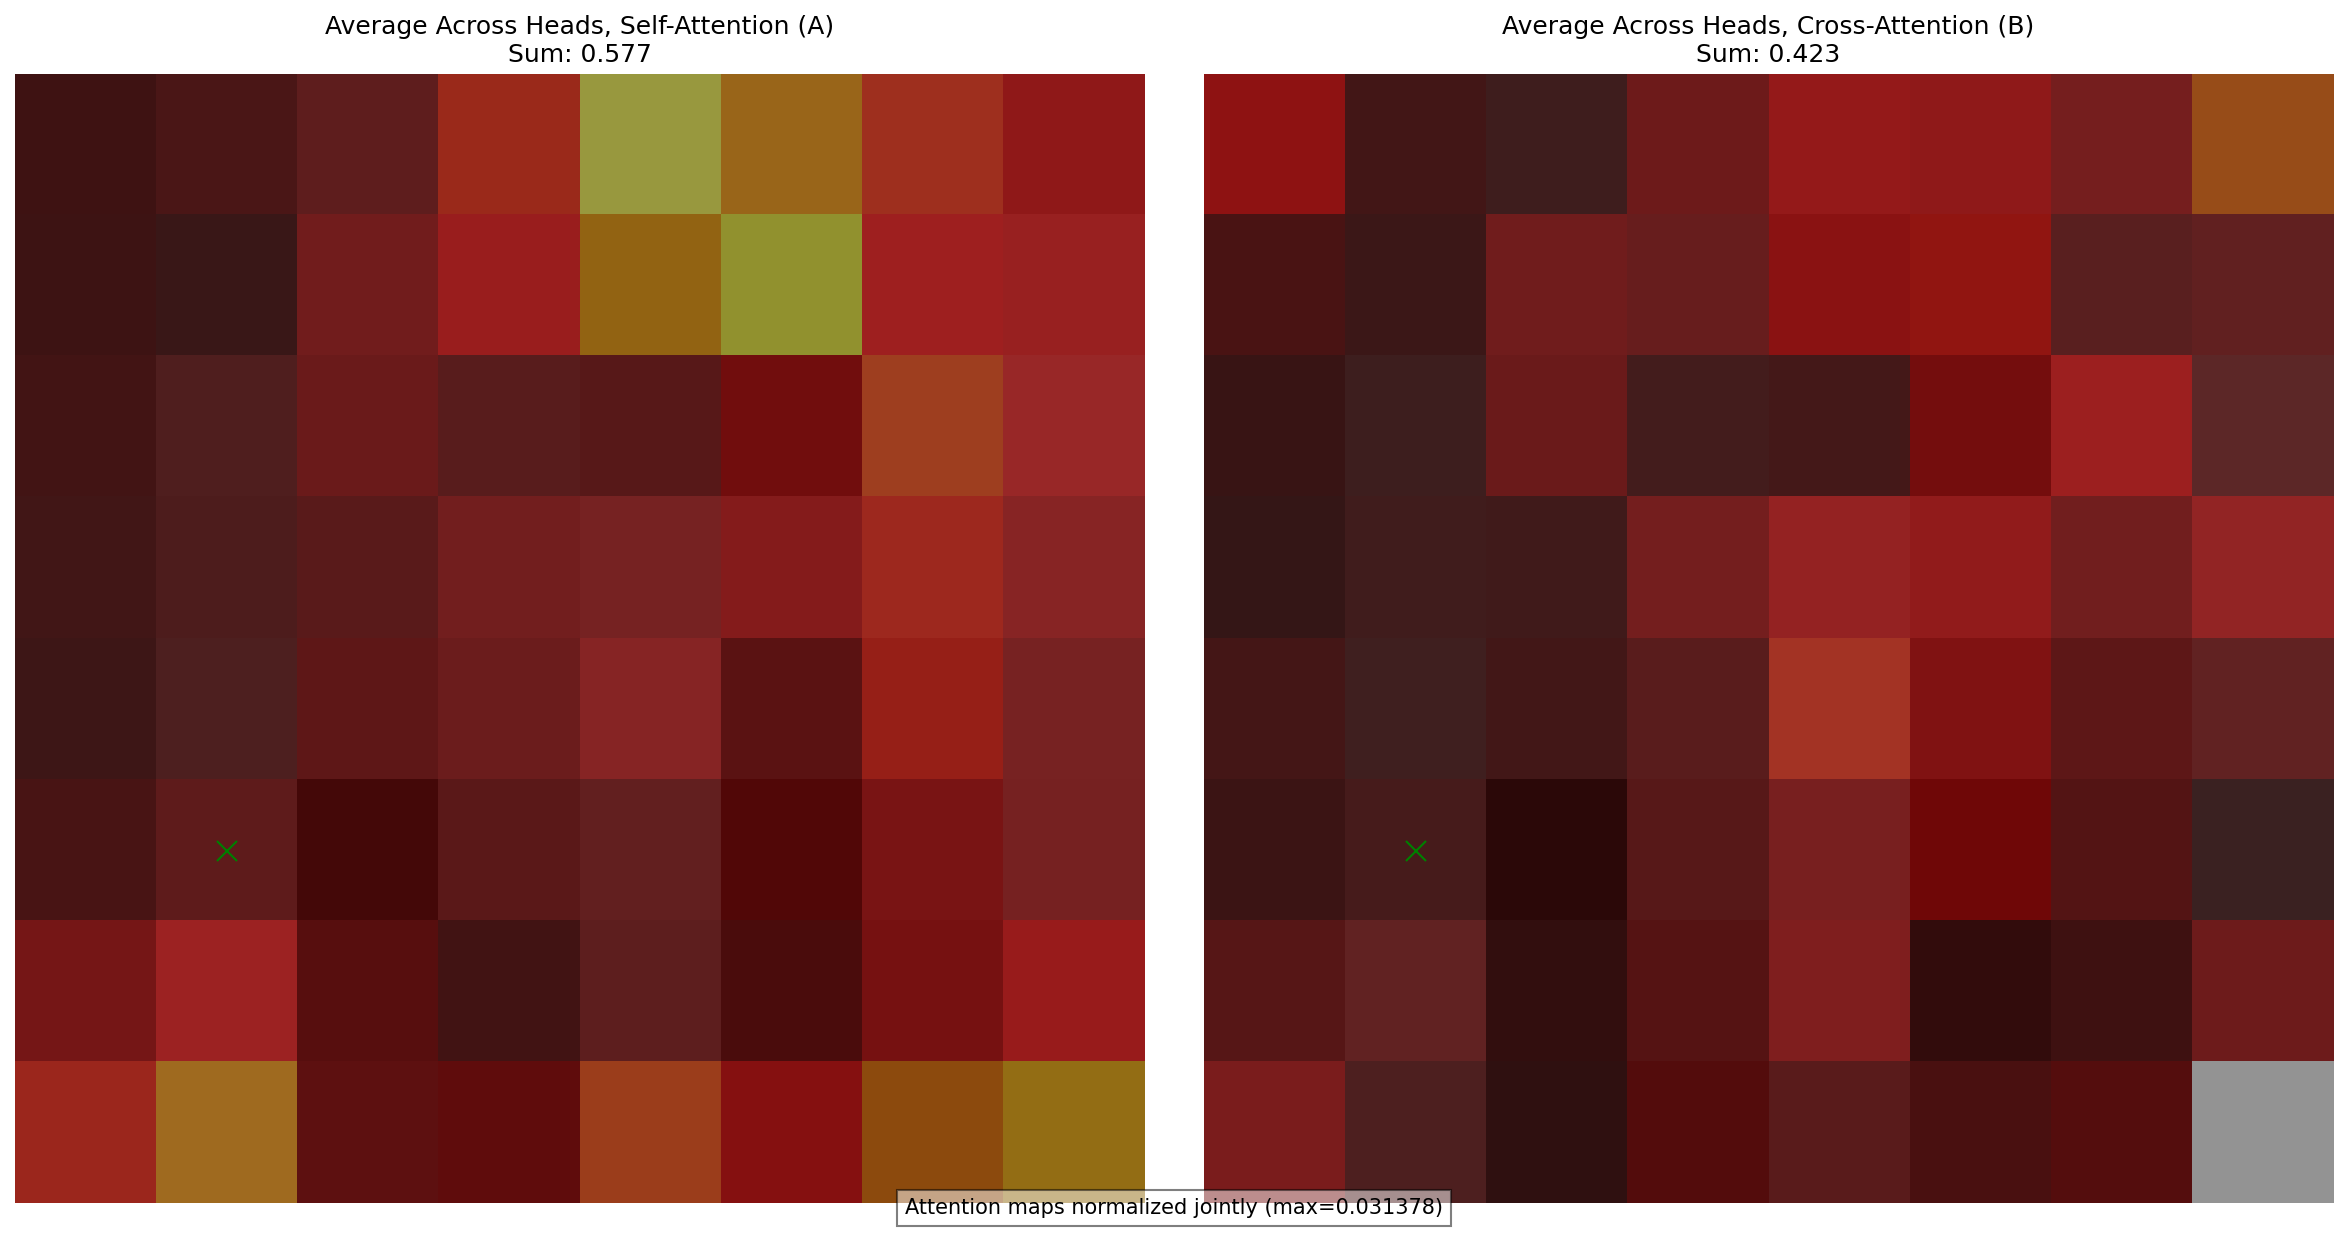 Average Across Heads, Self-Attention (A)
Sum: 0.577
Average Across Heads, Cross-Attention (B)
Sum: 0.423
Attention maps normalized jointly (max=0.031378)